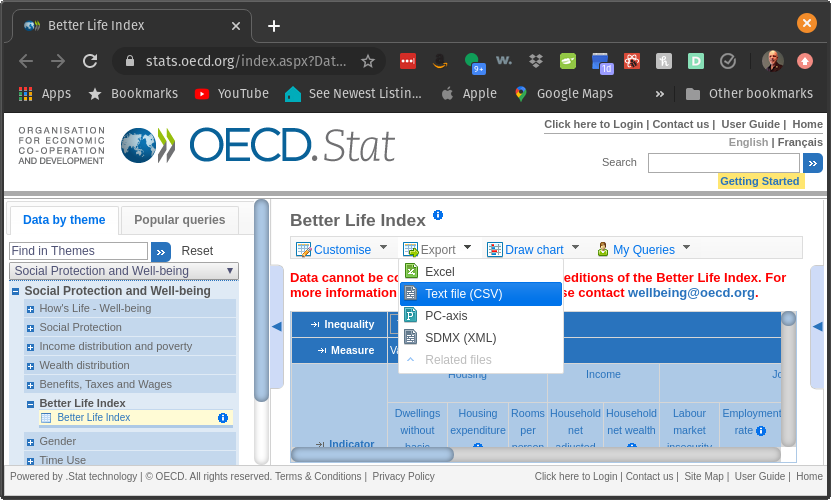 Better Life Index
stats.oecd.org/index.aspx?Dat...
9+
W.
1d
D
Apps
Bookmarks
YouTube
See Newest Listin...
Apple
Google Maps
»
Other bookmarks
ORGANISATION
FOR ECONOMIC
CO-OPERATION
AND DEVELOPMENT
OECD.Stat
Click here to Login | Contact us | User Guide | Home
English | Français
Search
Getting Started
Data by theme
Popular queries
Find in Themes
Reset
Social Protection and Well-being
Social Protection and Well-being
How's Life - Well-being
Social Protection
Income distribution and poverty
Wealth distribution
Benefits, Taxes and Wages
Better Life Index
Better Life Index
Gender
Time Use
Better Life Index
Customise
Export
Draw chart
My Queries
Excel
Text file (CSV)
PC-axis
SDMX (XML)
Related files
Data cannot be co editions of the Better Life Index. For
more information se contact wellbeing@oecd.org.
Inequality
Measure
Va
Housing
Income
Jo
Indicator
Dwellings
without
basic
Housing
expenditure
Rooms
per
person
Household
net
adjusted
Household
net wealth
Labour
market
insecurity
Employment
rate
Powered by .Stat technology | © OECD. All rights reserved. Terms & Conditions | Privacy Policy
Click here to Login | Contact us | Site Map | User Guide | Home